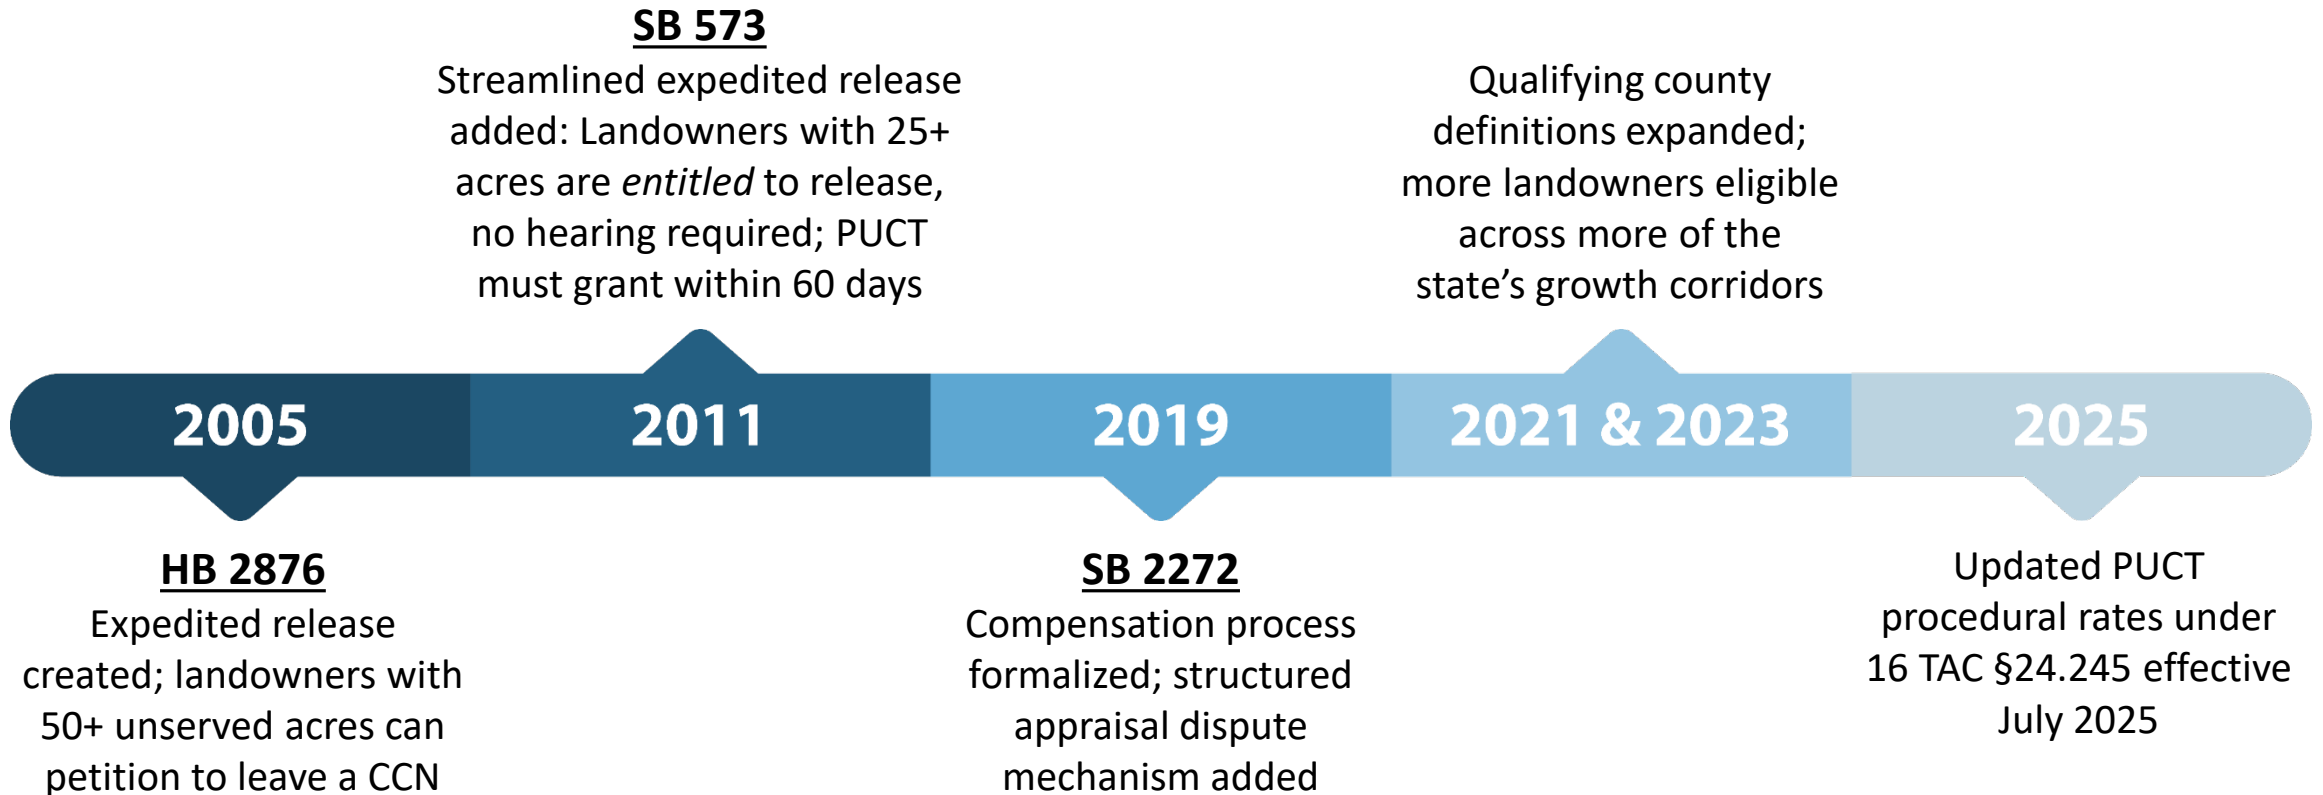 SB 573
Streamlined expedited release
added: Landowners with 25+
acres are entitled to release,
no hearing required; PUCT
must grant within 60 days
Qualifying county
definitions expanded;
more landowners eligible
across more of the
state’s growth corridors
2005
2011
2019
2021 & 2023
2025
HB 2876
Expedited release
created; landowners with
50+ unserved acres can
petition to leave a CCN
SB 2272
Compensation process
formalized; structured
appraisal dispute
mechanism added
Updated PUCT
procedural rates under
16 TAC §24.245 effective
July 2025